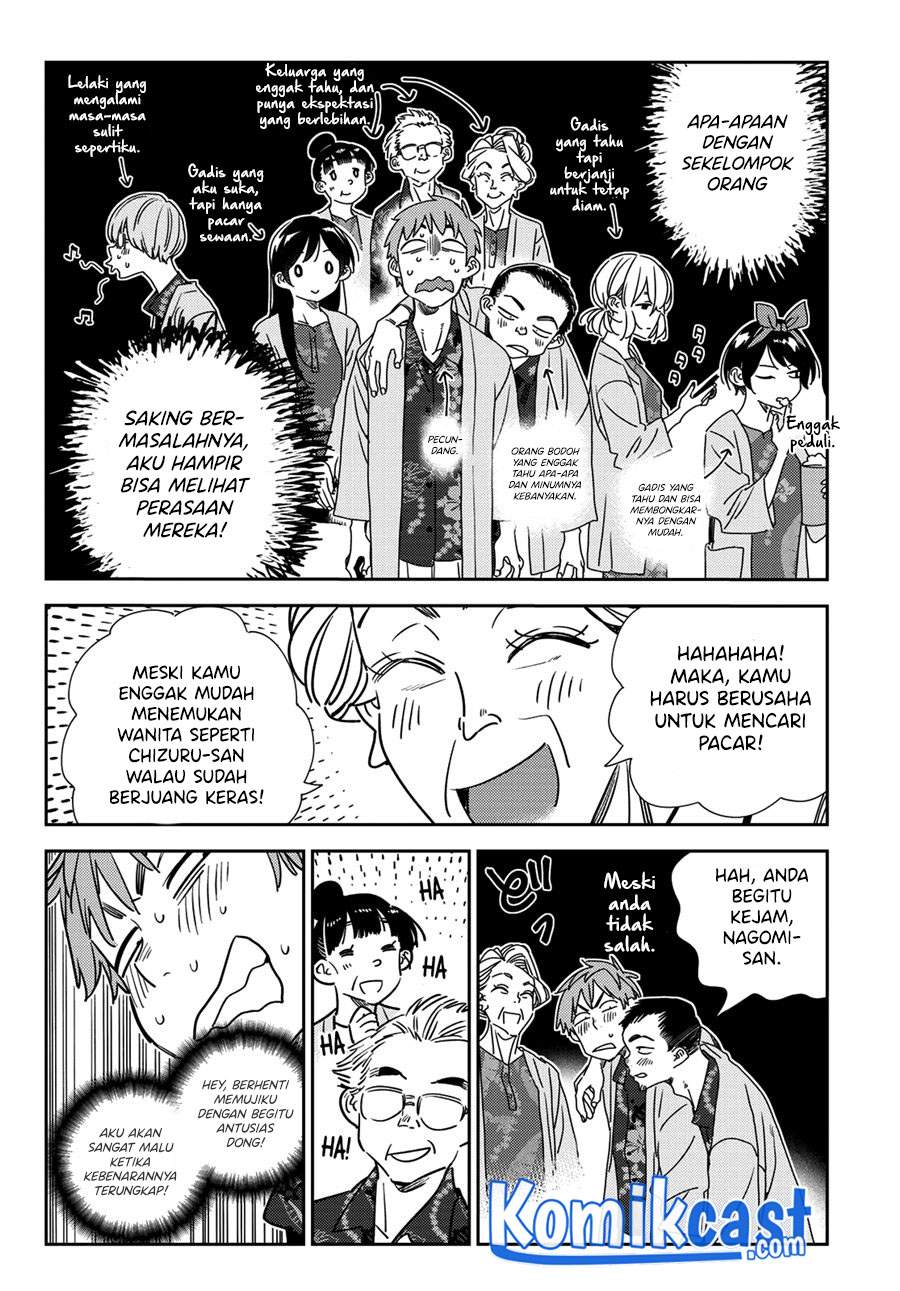 APA-APAAN
DENGAN
SEKELOMPOK
ORANG
Keluarga yang
enggak tahu, dan
punya ekspektasi
yang berlebihan.
Gadis
yang tahu
tapi
berjanji
untuk tetap
diam.
Lelaki yang
mengalami
masa-masa
sulit
sepertiku.
Gadis yang
aku suka,
tapi hanya
pacar
sewaan.
Enggak
peduli.
GADIS YANG
TAHU DAN BISA
MEMBONGKAR-
NYA DENGAN
MUDAH.
ORANG BODOH
YANG ENGGAK
TAHU APA-APA
DAN MINUMNYA
KEBANYAKAN.
PECUN-
DANG.
SAKING BER-
MASALAHNYA,
AKU HAMPIR
BISA MELIHAT
PERASAAN
MEREKA!
HAHAHAHA!
MAKA, KAMU
HARUS BERUSAHA
UNTUK MENCARI
PACAR!
MESKI KAMU
ENGGAK MUDAH
MENEMUKAN
WANITA SEPERTI
CHIZURU-SAN
WALAU SUDAH
BERJUANG KERAS!
HAH, ANDA
BEGITU
KEJAM,
NAGOMI-
SAN.
Meski
anda
tidak
salah.
HA
HA
HA
HA!
HEY, BERHENTI
MEMUJIKU
DENGAN BEGITU
ANTUSIAS
DONG!
AKU AKAN
SANGAT MALU
KETIKA
KEBENARANNYA
TERUNGKAP!
Komikcast
.com